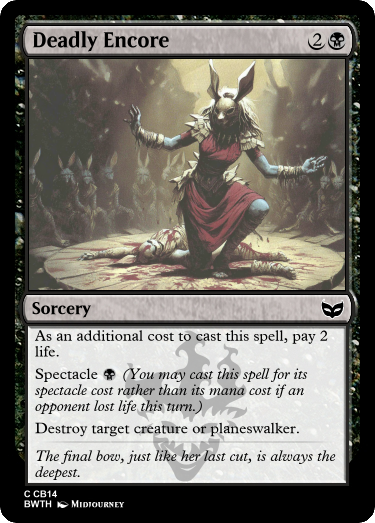 Deadly Encore 2
Sorcery
As an additional cost to cast this spell, pay 2
life.
Spectacle (You may cast this spell for its
spectacle cost rather than its mana cost if an
opponent lost life this turn.)
Destroy target creature or planeswalker.
The final bow, just like her last cut, is always the
deepest.
C CB14
BWTH Midjourney